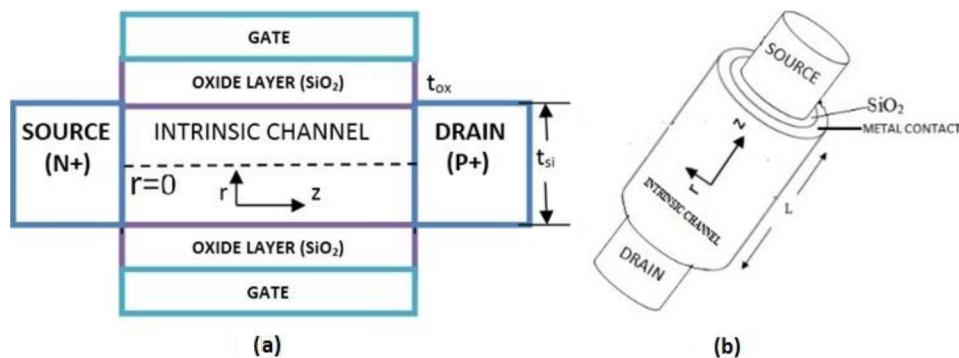 GATE
OXIDE LAYER (SiO₂)
tox
SOURCE
(N+)
INTRINSIC CHANNEL
DRAIN
(P+)
tsi
r=0
r
z
OXIDE LAYER (SiO₂)
GATE
(a)
SOURCE
SiO₂
METAL CONTACT
z
r
INTRINSIC CHANNEL
L
DRAIN
(b)